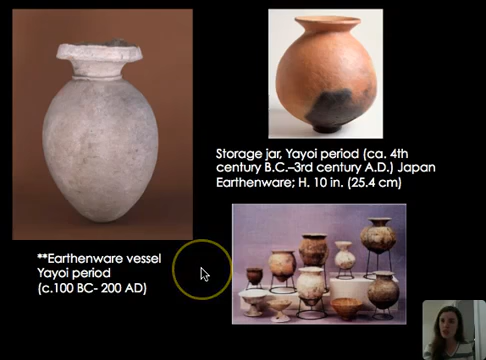 Storage jar, Yayoi period (ca. 4th
century B.C.–3rd century A.D.) Japan
Earthenware; H. 10 in. (25.4 cm)
**Earthenware vessel
Yayoi period
(c.100 BC- 200 AD)